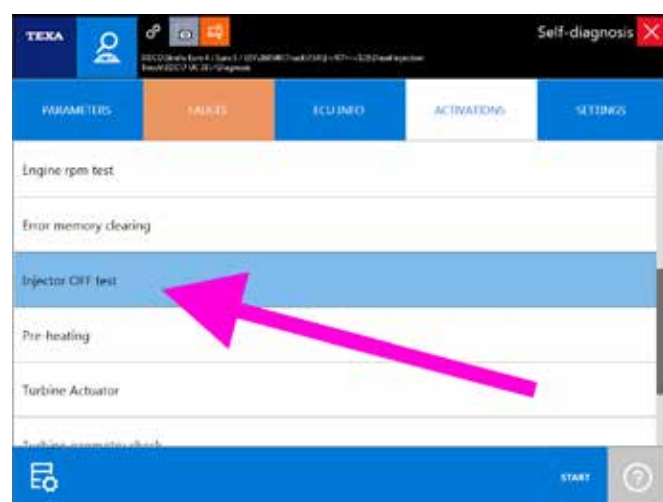 TEXA
Self-diagnosis
PARAMETERS
FAULTS
ECU INFO
ACTIVATIONS
SETTINGS
Engine rpm test
Error memory clearing
Injector OFF test
Pre-heating
Turbine Actuator
START